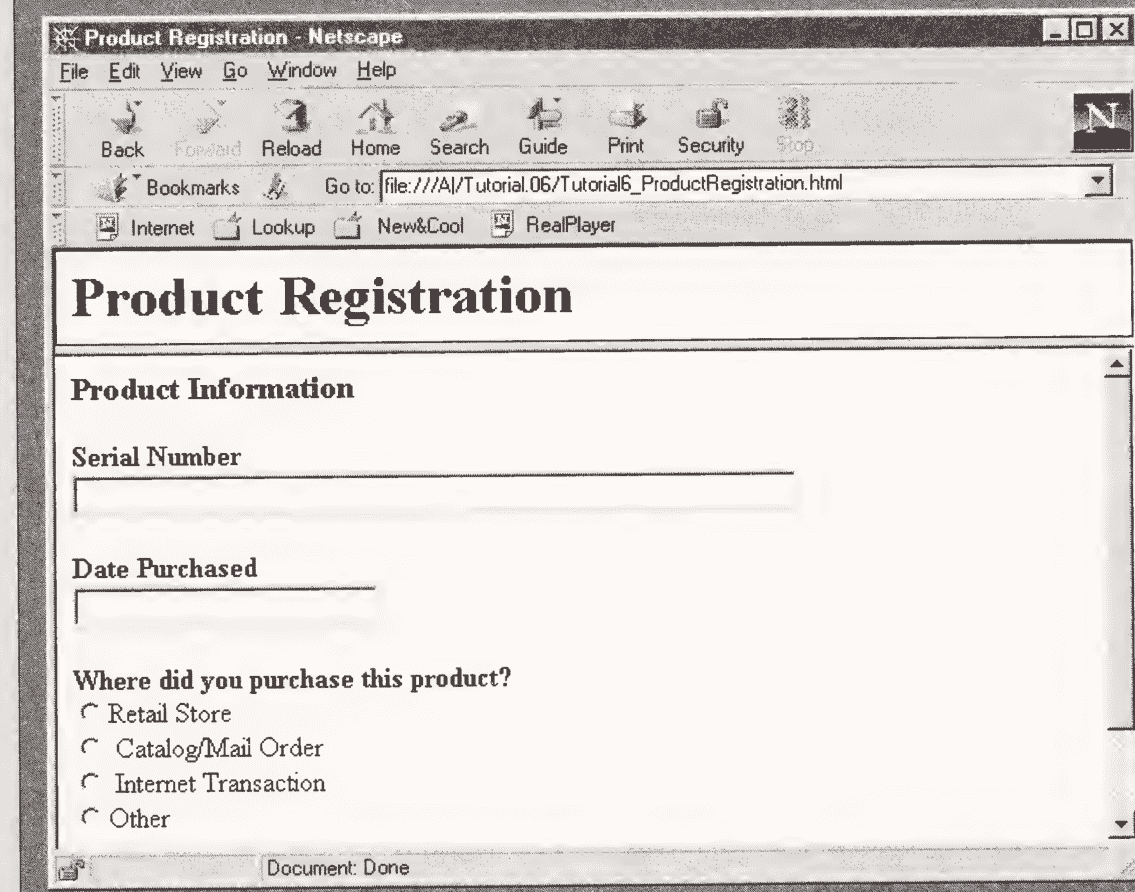 Product Registration - Netscape
File Edit View Go Window Help
N
Back Forward Reload Home Search Guide Print Security Stop
Bookmarks Go to: file:///A|/Tutorial.06/Tutorial6_ProductRegistration.html
Internet Lookup New&Cool RealPlayer
Product Registration
Product Information
Serial Number
Date Purchased
Where did you purchase this product?
Retail Store
Catalog/Mail Order
Internet Transaction
Other
Document: Done